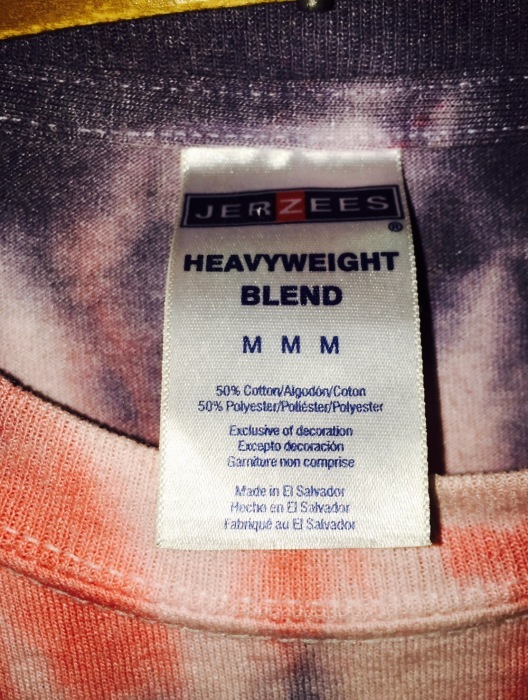 JERZEES
®
HEAVYWEIGHT
BLEND
M M M
50% Cotton/Algodón/Coton
50% Polyester/Poliéster/Polyester
Exclusive of decoration
Excepto decoración
Garniture non comprise
Made in El Salvador
Hecho en El Salvador
Fabriqué au El Salvador